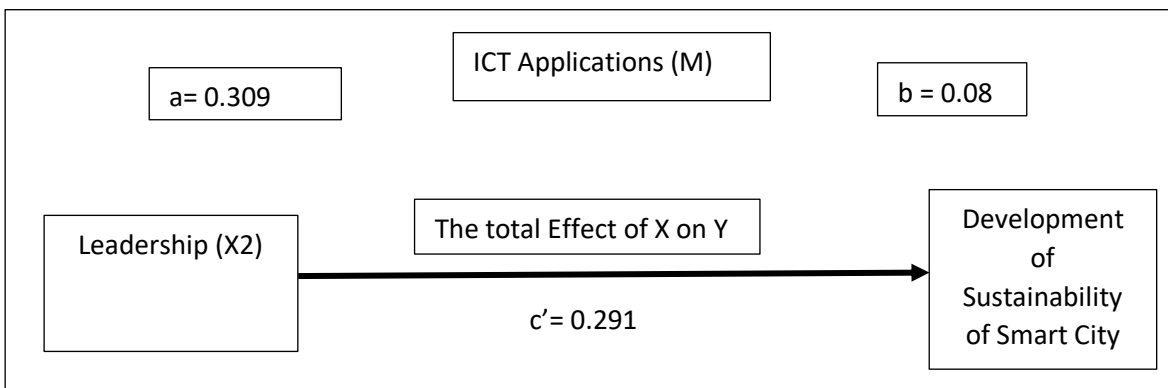 ICT Applications (M)
a= 0.309
b = 0.08
Leadership (X2)
The total Effect of X on Y
c’= 0.291
Development
of
Sustainability
of Smart City